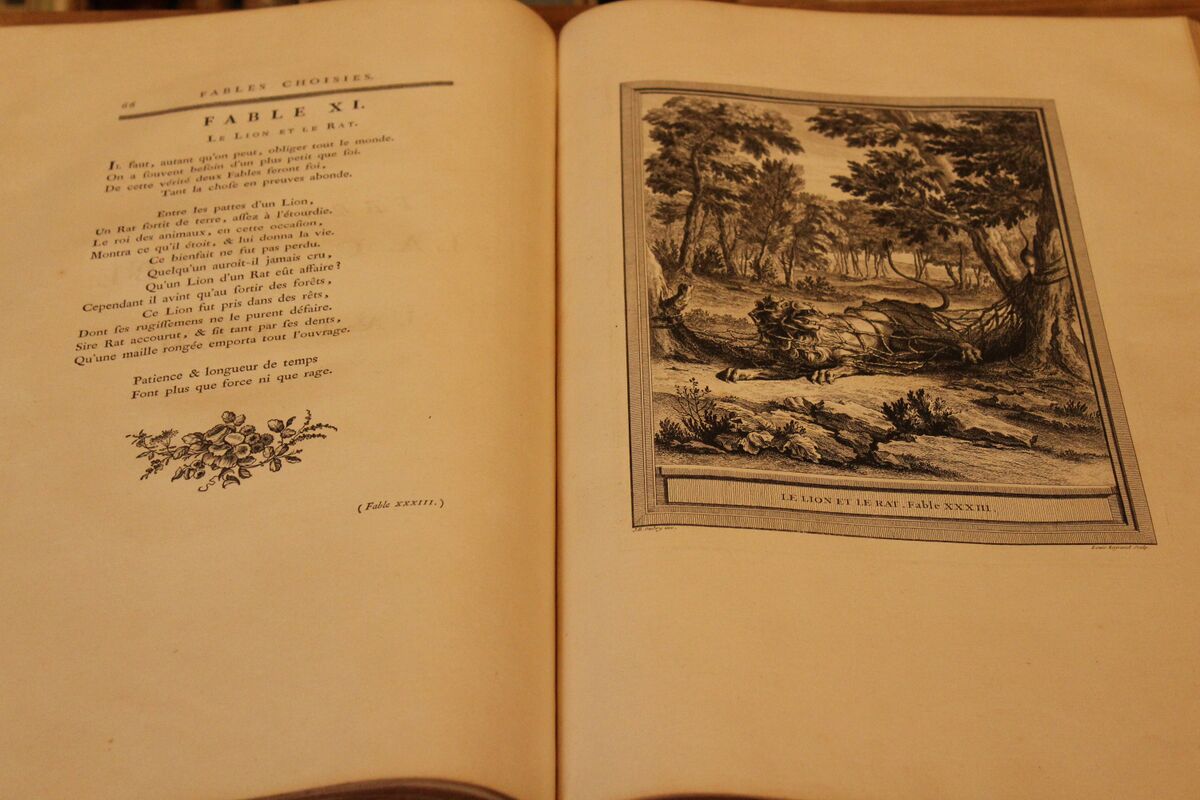 66
FABLES CHOISIES.
FABLE XI.
LE LION ET LE RAT.
IL faut, autant qu'on peut, obliger tout le monde.
On a ſouvent beſoin d'un plus petit que ſoi.
De cette vérité deux Fables feront foi,
Tant la choſe en preuves abonde.
Entre les pattes d'un Lion,
Un Rat ſortit de terre, aſſez à l'étourdie.
Le roi des animaux, en cette occaſion,
Montra ce qu'il étoit, & lui donna la vie.
Ce bienfait ne fut pas perdu.
Quelqu'un auroit-il jamais cru,
Qu'un Lion d'un Rat eût affaire?
Cependant il avint qu'au ſortir des forêts,
Ce Lion fut pris dans des rêts,
Dont ſes rugiſſemens ne le purent défaire.
Sire Rat accourut, & fit tant par ſes dents,
Qu'une maille rongée emporta tout l'ouvrage.
Patience & longueur de temps
Font plus que force ni que rage.
(Fable XXXIII.)
LE LION ET LE RAT. Fable XXXIII.
J.B. Oudry inv.
Louis Legrand Sculp.